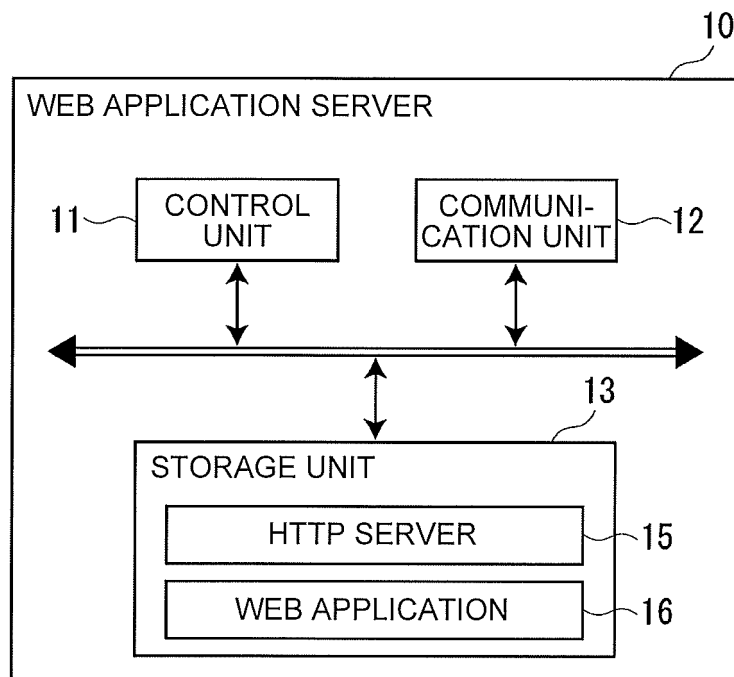 10
WEB APPLICATION SERVER
11
CONTROL
UNIT
COMMUNI-
CATION UNIT
12
13
STORAGE UNIT
HTTP SERVER
15
WEB APPLICATION
16